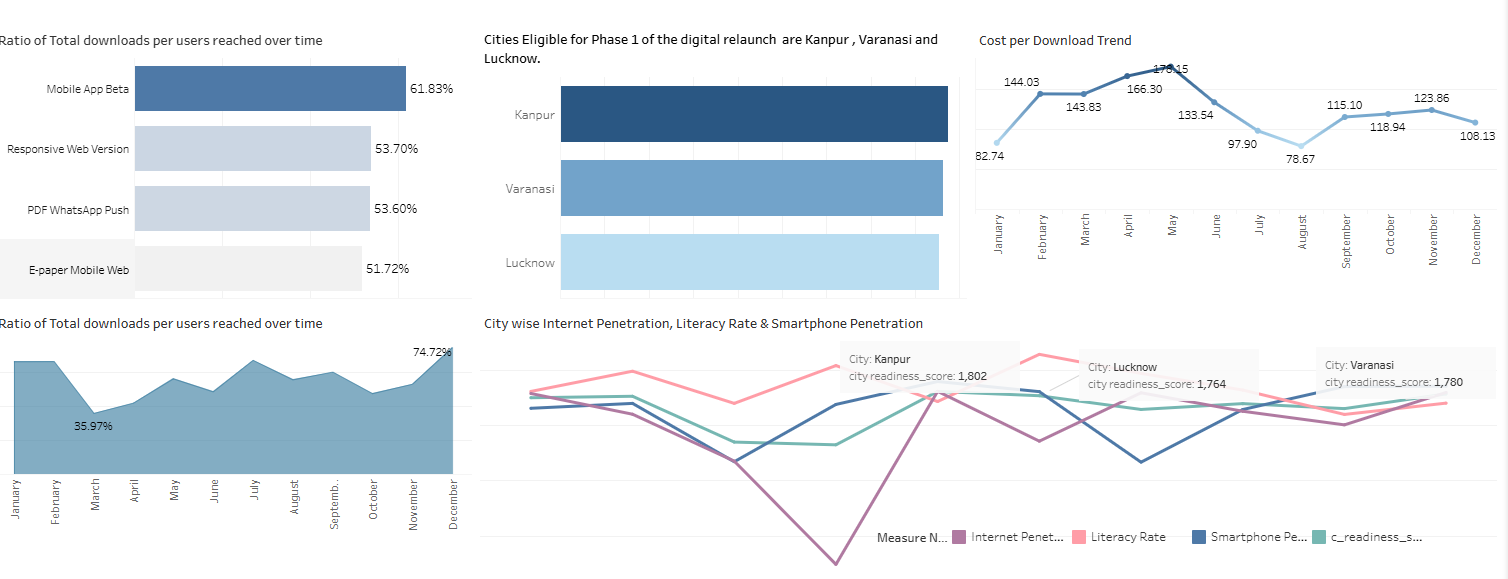 Ratio of Total downloads per users reached over time
Mobile App Beta
61.83%
Responsive Web Version
53.70%
PDF WhatsApp Push
53.60%
E-paper Mobile Web
51.72%
Cities Eligible for Phase 1 of the digital relaunch are Kanpur , Varanasi and
Lucknow.
Kanpur
Varanasi
Lucknow
Cost per Download Trend
82.74
144.03
143.83
166.30
133.54
97.90
78.67
115.10
118.94
123.86
108.13
January
February
March
April
May
June
July
August
September
October
November
December
Ratio of Total downloads per users reached over time
74.72%
35.97%
January
February
March
April
May
June
July
August
Septemb..
October
November
December
City wise Internet Penetration, Literacy Rate & Smartphone Penetration
City: Kanpur
city readiness_score: 1,802
City: Lucknow
city readiness_score: 1,764
City: Varanasi
city readiness_score: 1,780
Measure N... Internet Penet... Literacy Rate Smartphone Pe... c_readiness_s...